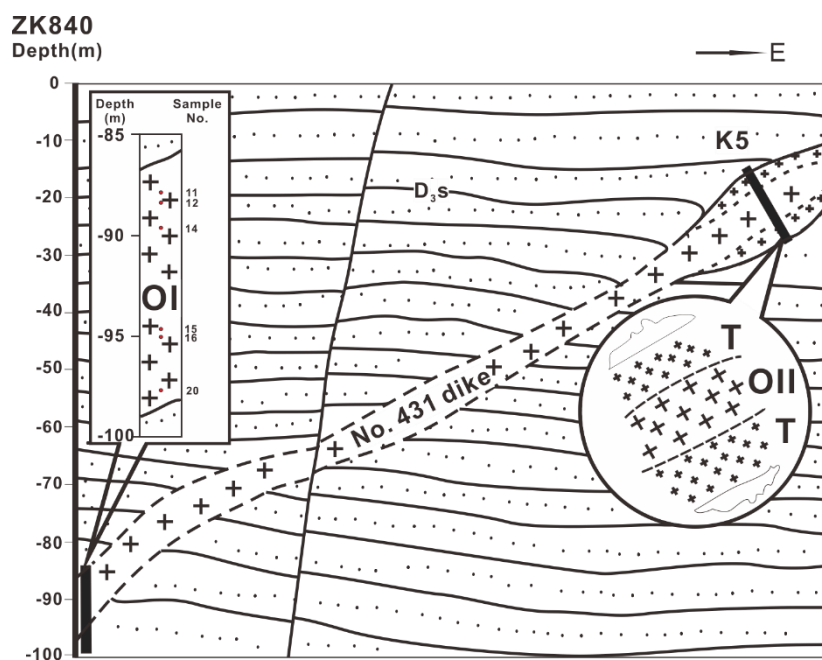 ZK840
Depth(m)
E
0
-10
-20
-30
-40
-50
-60
-70
-80
-90
-100
Depth
(m)
Sample
No.
-85
-90
-95
-100
11
12
14
15
16
20
OI
D₃s
K5
No. 431 dike
T
OII
T